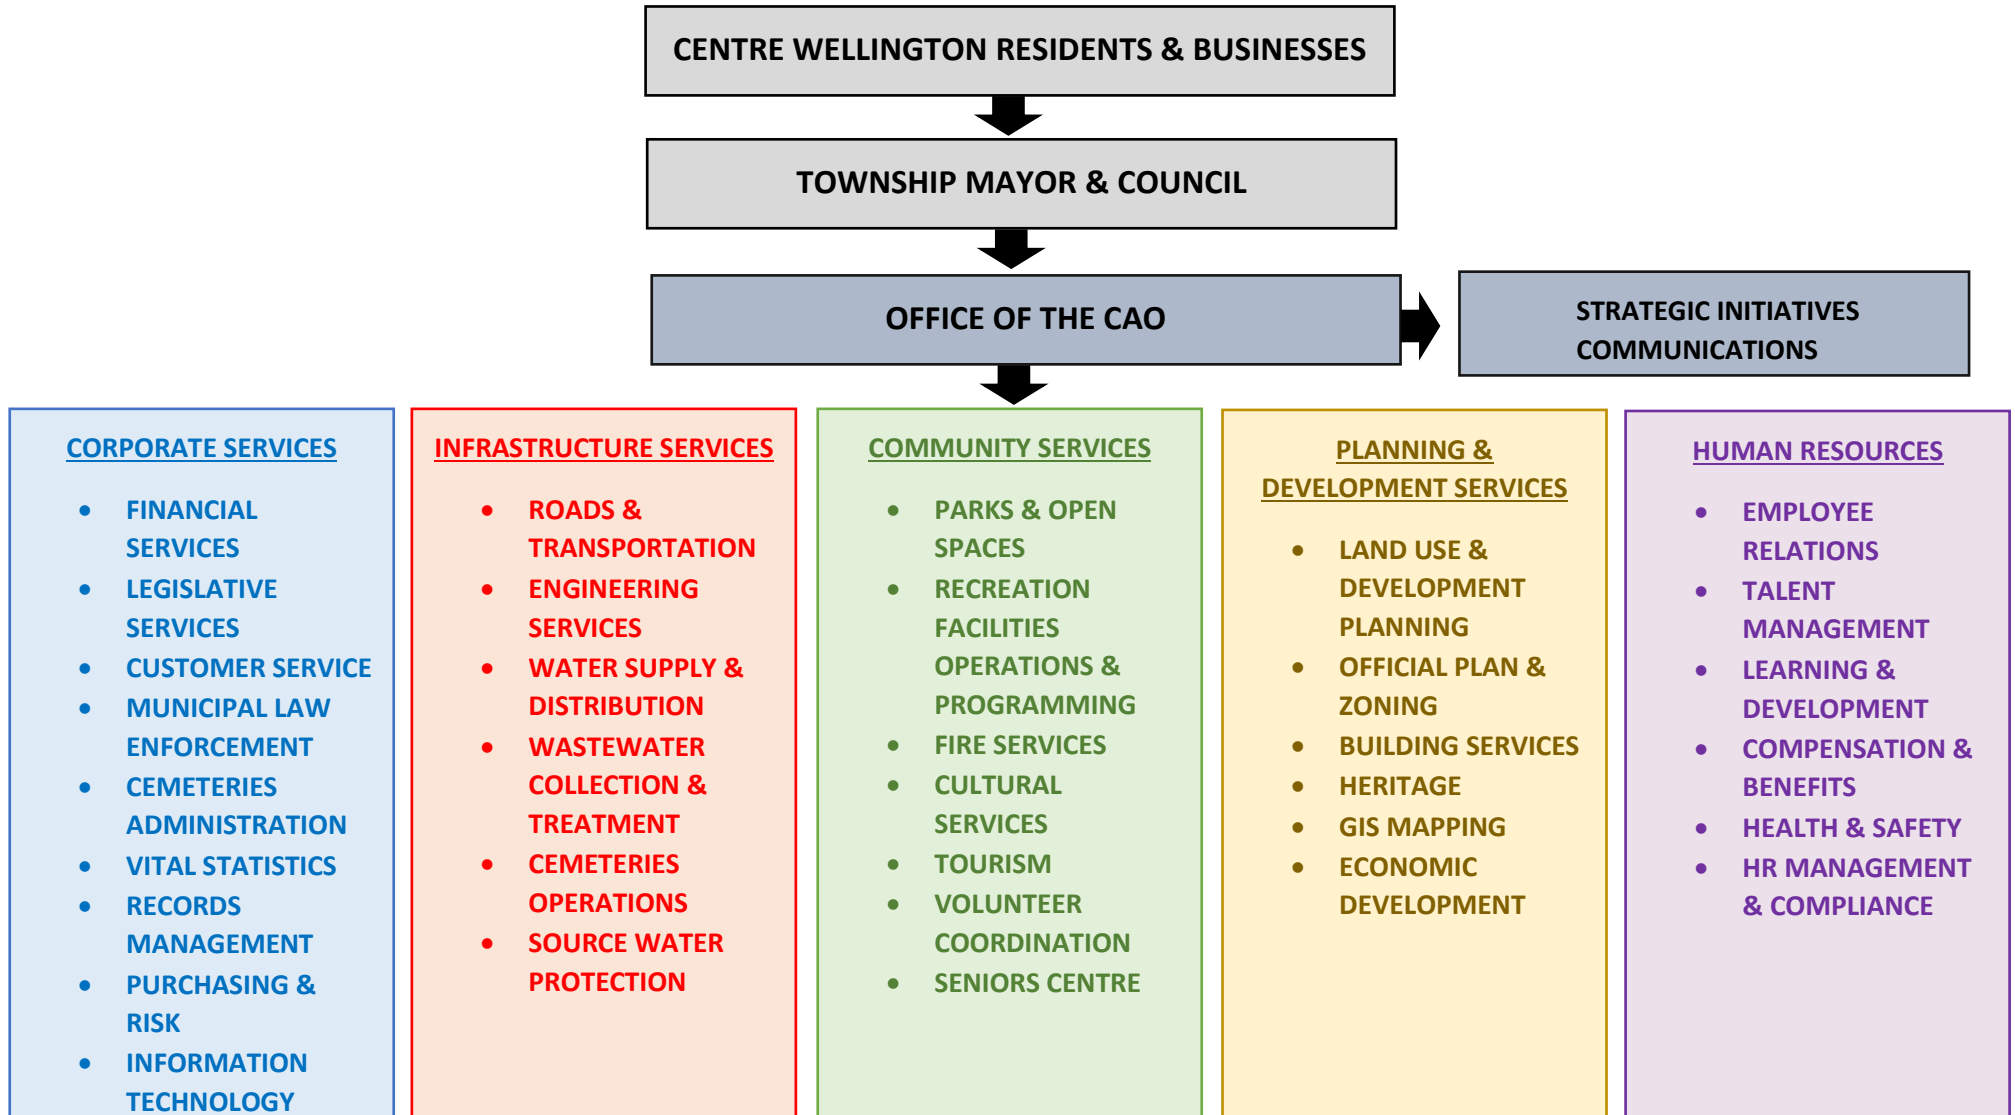 CENTRE WELLINGTON RESIDENTS & BUSINESSES
TOWNSHIP MAYOR & COUNCIL
OFFICE OF THE CAO
STRATEGIC INITIATIVES
COMMUNICATIONS
CORPORATE SERVICES
• FINANCIAL
SERVICES
• LEGISLATIVE
SERVICES
• CUSTOMER SERVICE
• MUNICIPAL LAW
ENFORCEMENT
• CEMETERIES
ADMINISTRATION
• VITAL STATISTICS
• RECORDS
MANAGEMENT
• PURCHASING &
RISK
• INFORMATION
TECHNOLOGY
INFRASTRUCTURE SERVICES
• ROADS &
TRANSPORTATION
• ENGINEERING
SERVICES
• WATER SUPPLY &
DISTRIBUTION
• WASTEWATER
COLLECTION &
TREATMENT
• CEMETERIES
OPERATIONS
• SOURCE WATER
PROTECTION
COMMUNITY SERVICES
• PARKS & OPEN
SPACES
• RECREATION
FACILITIES
OPERATIONS &
PROGRAMMING
• FIRE SERVICES
• CULTURAL
SERVICES
• TOURISM
• VOLUNTEER
COORDINATION
• SENIORS CENTRE
PLANNING &
DEVELOPMENT SERVICES
• LAND USE &
DEVELOPMENT
PLANNING
• OFFICIAL PLAN &
ZONING
• BUILDING SERVICES
• HERITAGE
• GIS MAPPING
• ECONOMIC
DEVELOPMENT
HUMAN RESOURCES
• EMPLOYEE
RELATIONS
• TALENT
MANAGEMENT
• LEARNING &
DEVELOPMENT
• COMPENSATION &
BENEFITS
• HEALTH & SAFETY
• HR MANAGEMENT
& COMPLIANCE